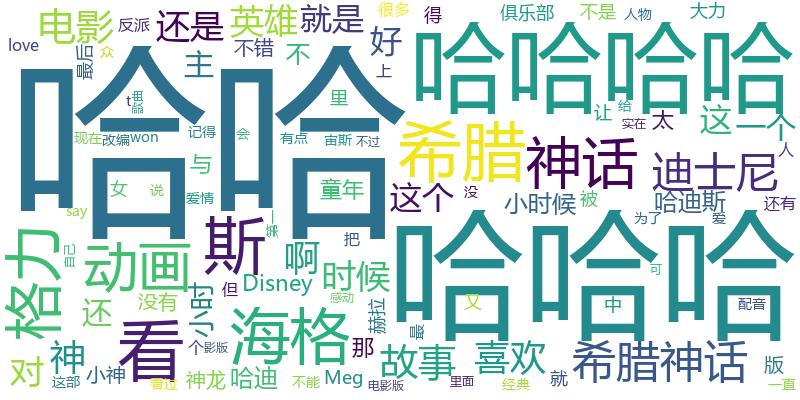 电影 反派 还是 英雄 就是 很多 得 俱乐部 不是 人物 大力
love 最后 众 主 不错 不 好 上
哈哈 哈哈哈哈
里 让 给 太 这 一个
现在 改编 won 记得 会 有点 宙斯 不过 实在 人
希腊 神话 迪士尼
女 说 与 爱情 童年 这个 没 小时候 被 哈迪斯 还有
say 为了 爱
格力 自己 动画 斯 啊 把 哈哈哈
还 没有 小时 但 Disney 时候 感动 赫拉 最 又 中 可 配音
对 神 看 个 影版 海格 那 故事 喜欢 希腊神话 版
这部 小神 看过 神龙 哈迪 不能 Meg 电影版 里面 经典 就 一直